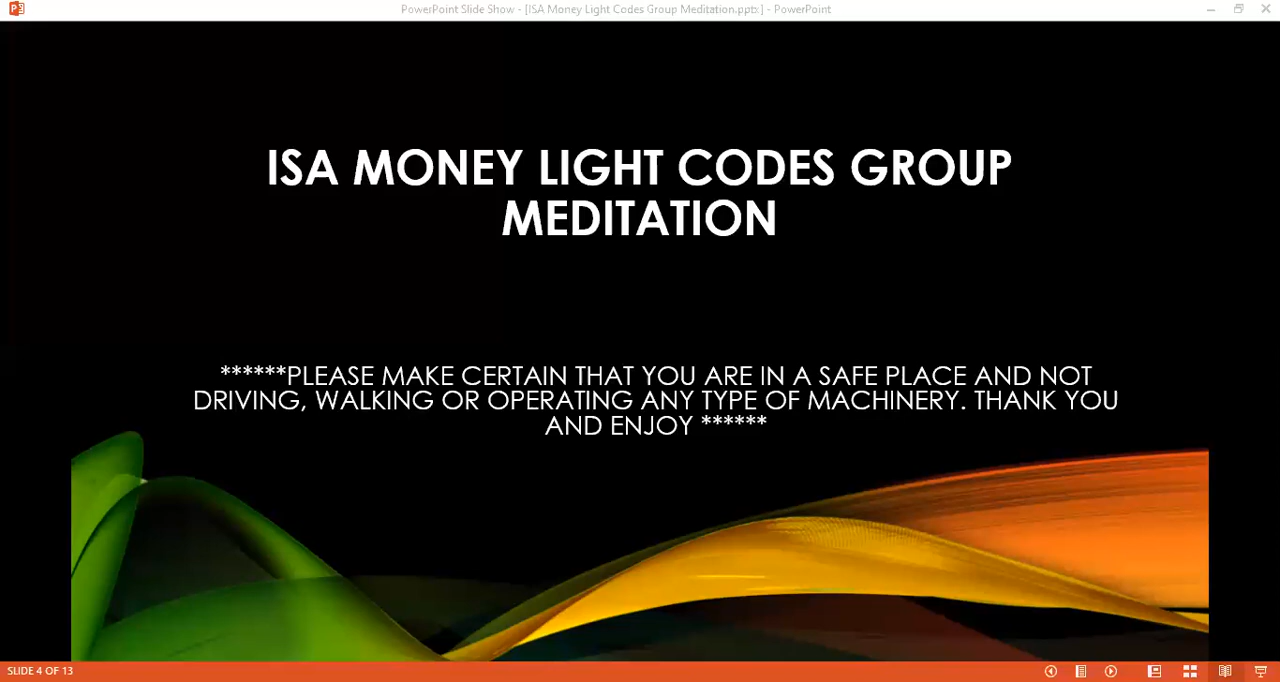 PowerPoint Slide Show - [ISA Money Light Codes Group Meditation.pptx] - PowerPoint
ISA MONEY LIGHT CODES GROUP
MEDITATION
******PLEASE MAKE CERTAIN THAT YOU ARE IN A SAFE PLACE AND NOT
DRIVING, WALKING OR OPERATING ANY TYPE OF MACHINERY. THANK YOU
AND ENJOY ******
SLIDE 4 OF 13